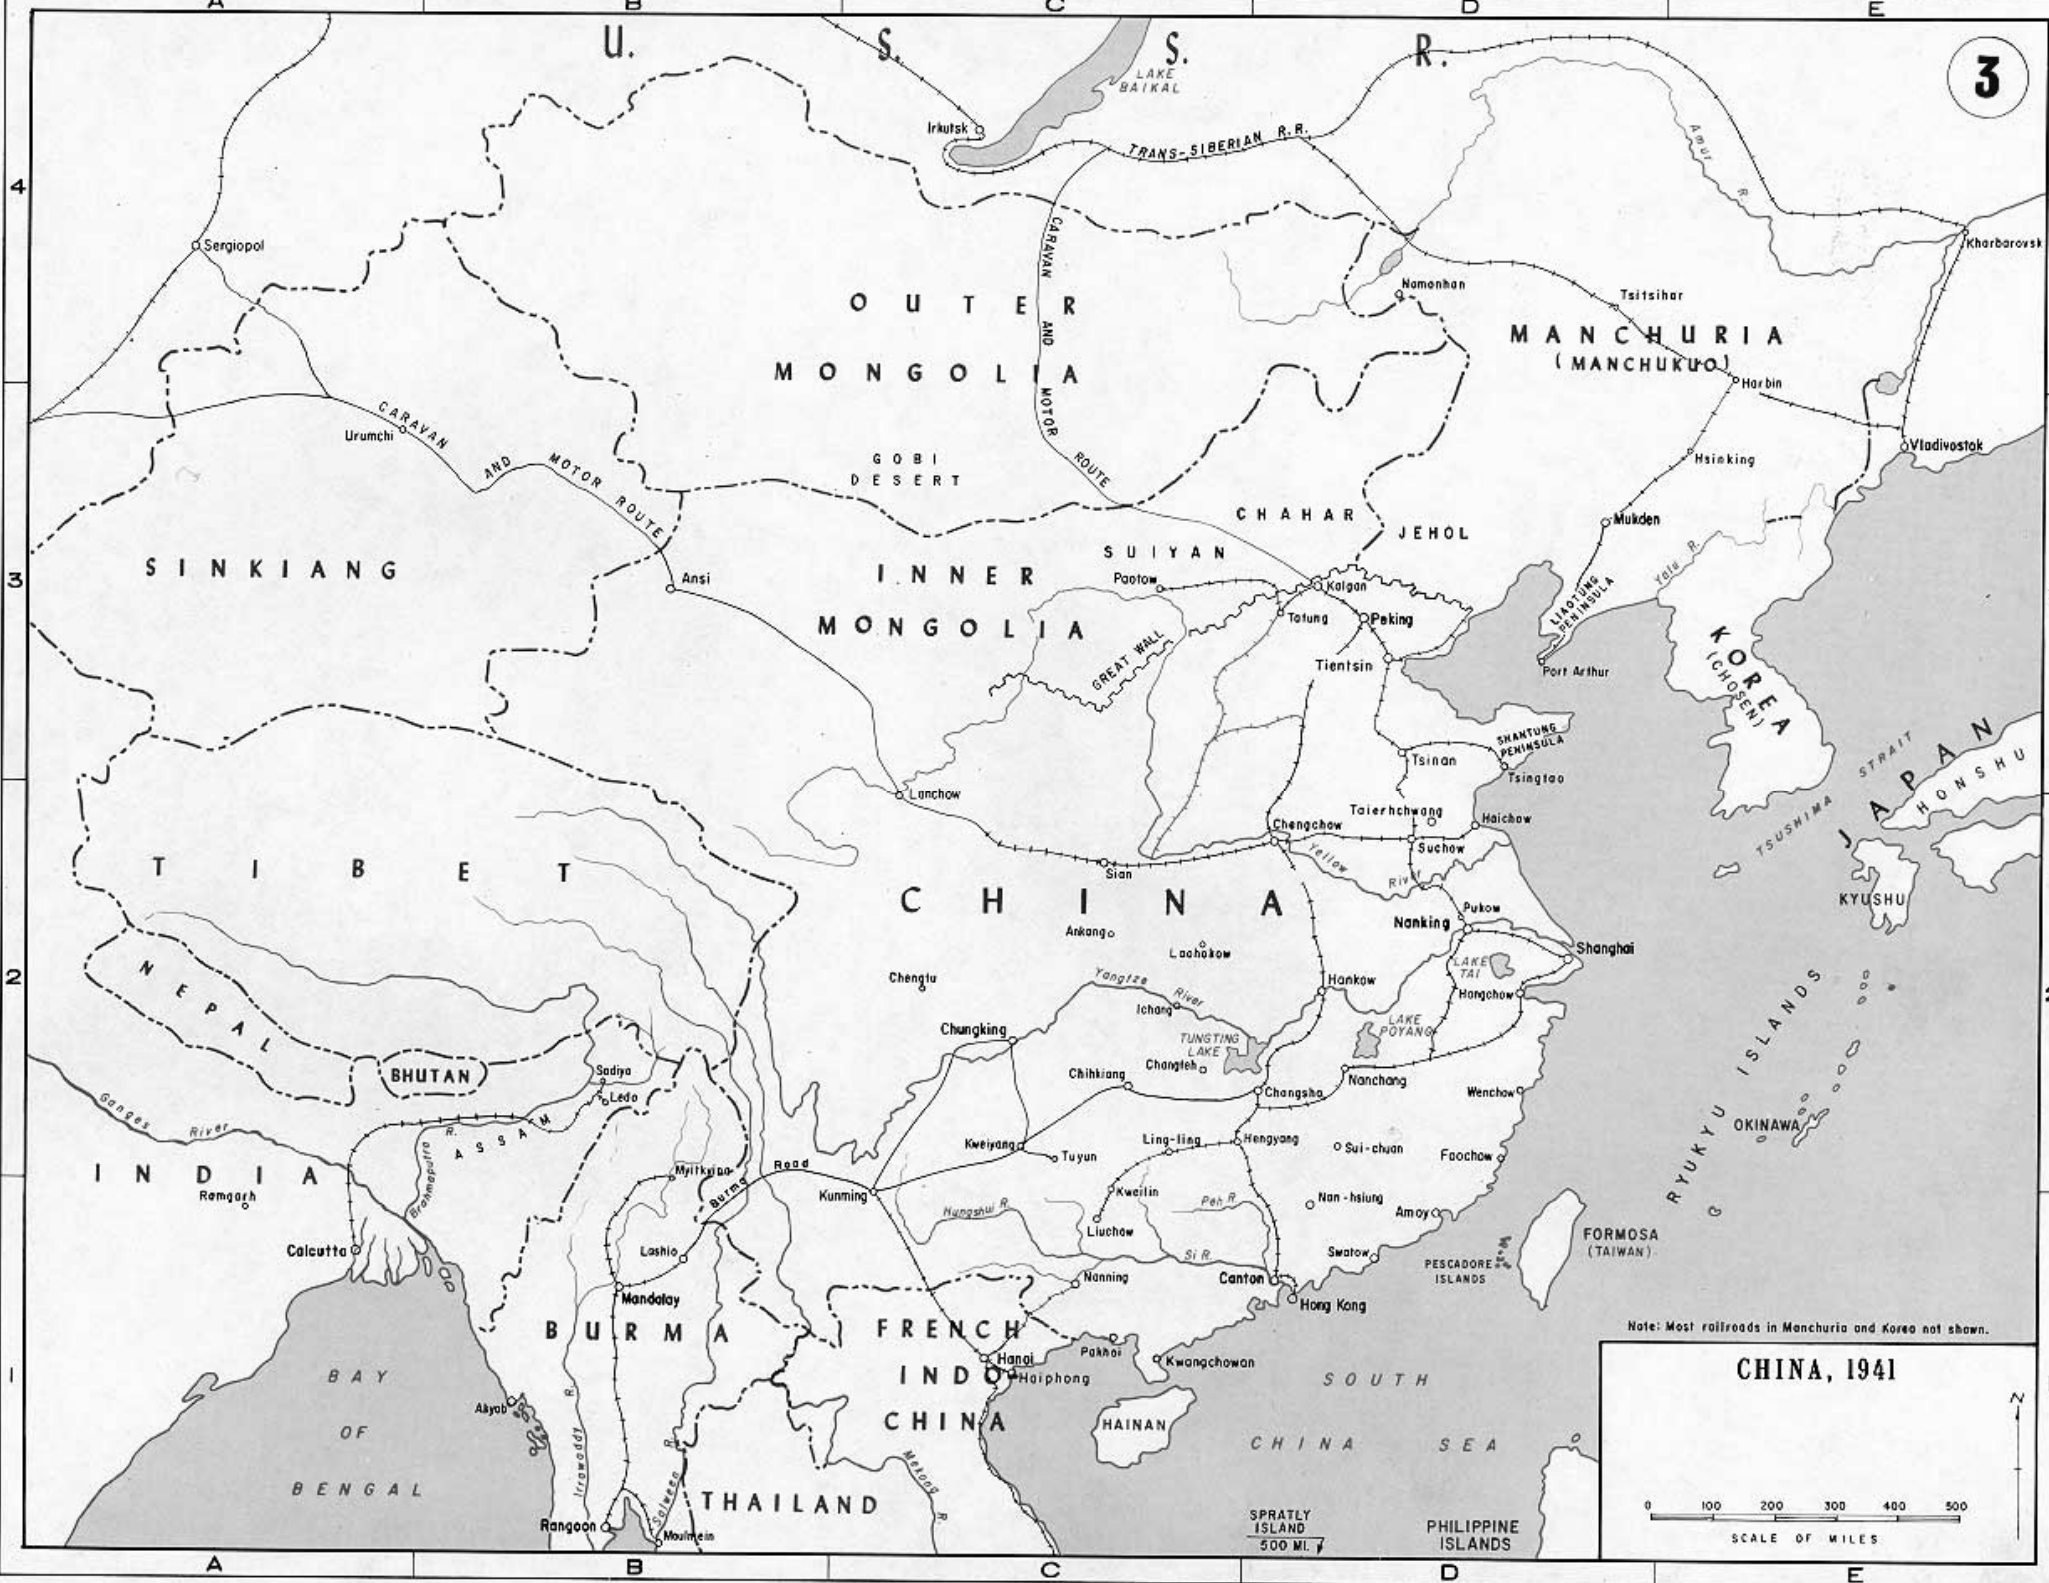 A
B
C
D
E
3
U. S. S. R.
LAKE
BAIKAL
Irkutsk
TRANS-SIBERIAN R.R.
Amur R.
4
Sergiopol
Kharbarovsk
CARAVAN AND MOTOR ROUTE
Namonhan
Tsitsihar
OUTER
MONGOLIA
MANCHURIA
(MANCHUKUO)
Harbin
CARAVAN AND MOTOR ROUTE
Urumchi
Vladivostok
GOBI
DESERT
Hsinking
CHAHAR
JEHOL
Mukden
SUIYAN
Yalu R.
SINKIANG
3
Ansi
INNER
MONGOLIA
Paotow
Kalgan
Tatung
Peking
LIAOTUNG
PENINSULA
GREAT WALL
Tientsin
Port Arthur
KOREA
(CHOSEN)
SHANTUNG
PENINSULA
Tsinan
Tsingtao
TSUSHIMA STRAIT
JAPAN
HONSHU
Lanchow
Taierhchwang
Haichow
Chengchow
Suchow
Yellow River
Sian
TIBET
CHINA
KYUSHU
Pukow
Nanking
Ankang
Laohokow
Shanghai
LAKE
TAI
NEPAL
2
Chengtu
Yangtze River
Hankow
Hangchow
Ichang
Chungking
TUNGTING
LAKE
LAKE
POYANG
BHUTAN
Sadiya
Ledo
Chihkiang
Changteh
Changsha
Nanchang
Wenchow
RYUKYU ISLANDS
OKINAWA
Ganges River
ASSAM
R.
Brahmaputra
Kweiyang
Tuyun
Ling-ling
Hengyang
Sui-chuan
Foochow
INDIA
Ramgarh
Myitkyina
Burma Road
Kunming
Kweilin
Liuchow
Hungshui R.
Peh R.
Nan-hsiung
Amoy
FORMOSA
(TAIWAN)
Calcutta
Lashio
Si R.
Swatow
PESCADORE
ISLANDS
Nanning
Canton
Hong Kong
Mandalay
BURMA
FRENCH
INDO
CHINA
Hanoi
Haiphong
Pakhoi
Kwangchowan
Note: Most railroads in Manchuria and Korea not shown.
1
BAY
OF
BENGAL
Akyab
Irrawaddy R.
Salween R.
Mekong R.
HAINAN
SOUTH
CHINA SEA
THAILAND
Rangoon
Moulmein
SPRATLY
ISLAND
500 MI.
PHILIPPINE
ISLANDS
CHINA, 1941
N
0 100 200 300 400 500
SCALE OF MILES
A
B
C
D
E